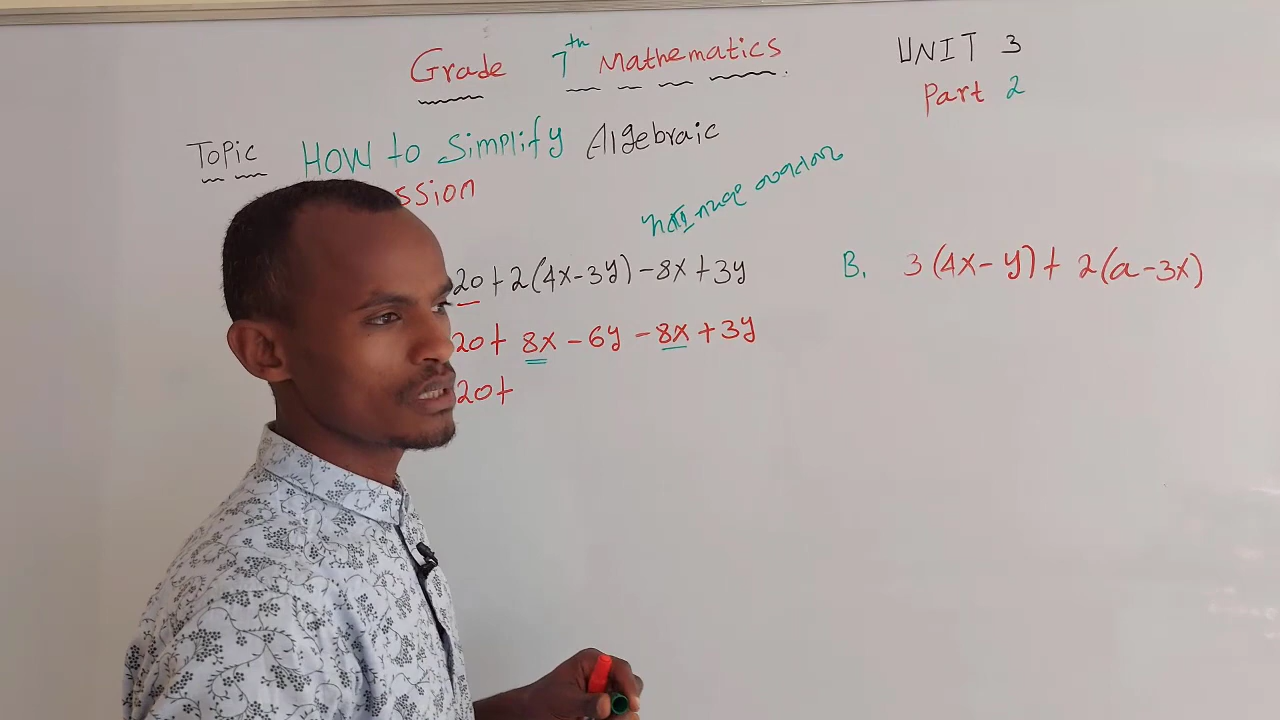 Grade 7th Mathematics
UNIT 3
Part 2
Topic How to Simplify Algebraic
ssion
20+2(4x-3y)-8x+3y
20+ 8x-6y-8x+3y
20+
B. 3(4x-y)+2(a-3x)